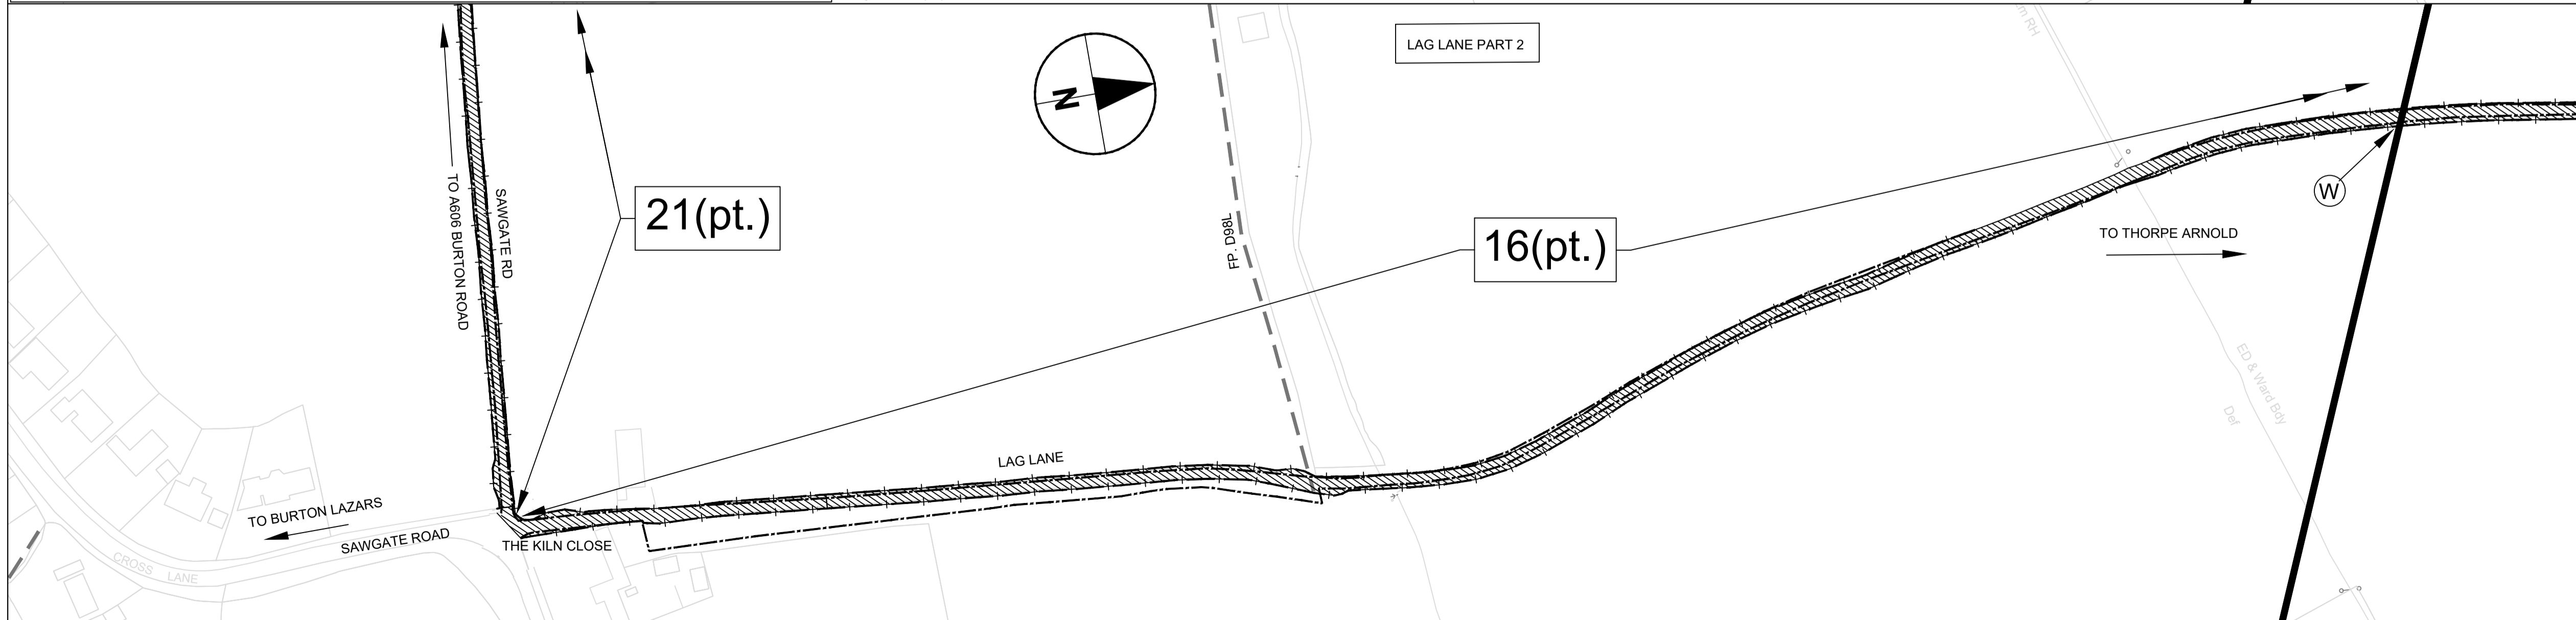 LAG LANE PART 2
N
TO A606 BURTON ROAD
SAWGATE RD
21(pt.)
FP. D98L
16(pt.)
W
TO THORPE ARNOLD
ED & Ward Bdy
Def
LAG LANE
TO BURTON LAZARS
SAWGATE ROAD
THE KILN CLOSE
CROSS LANE